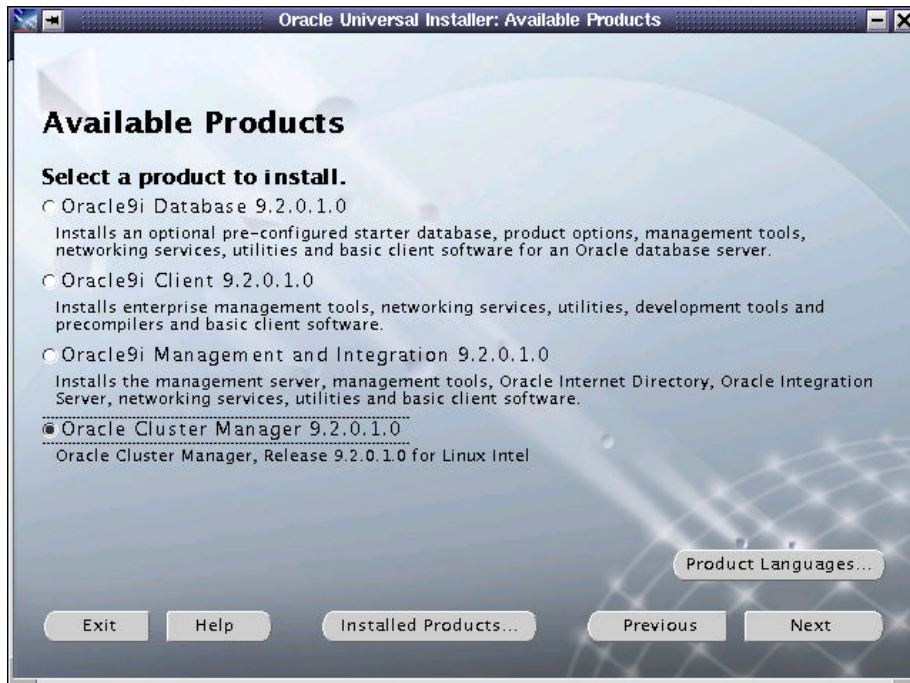 Oracle Universal Installer: Available Products
Available Products
Select a product to install.
Oracle9i Database 9.2.0.1.0
Installs an optional pre-configured starter database, product options, management tools,
networking services, utilities and basic client software for an Oracle database server.
Oracle9i Client 9.2.0.1.0
Installs enterprise management tools, networking services, utilities, development tools and
precompilers and basic client software.
Oracle9i Management and Integration 9.2.0.1.0
Installs the management server, management tools, Oracle Internet Directory, Oracle Integration
Server, networking services, utilities and basic client software.
Oracle Cluster Manager 9.2.0.1.0
Oracle Cluster Manager, Release 9.2.0.1.0 for Linux Intel
Product Languages...
Exit Help Installed Products... Previous Next